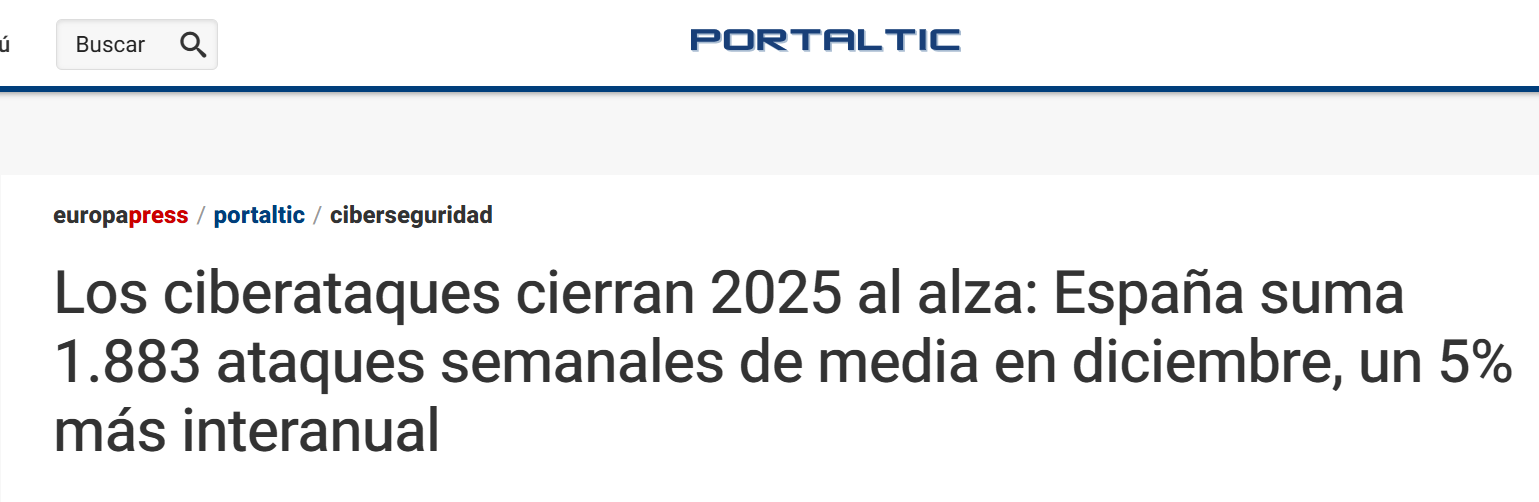 ú
Buscar
PORTALTIC
europapress / portaltic / ciberseguridad
Los ciberataques cierran 2025 al alza: España suma
1.883 ataques semanales de media en diciembre, un 5%
más interanual